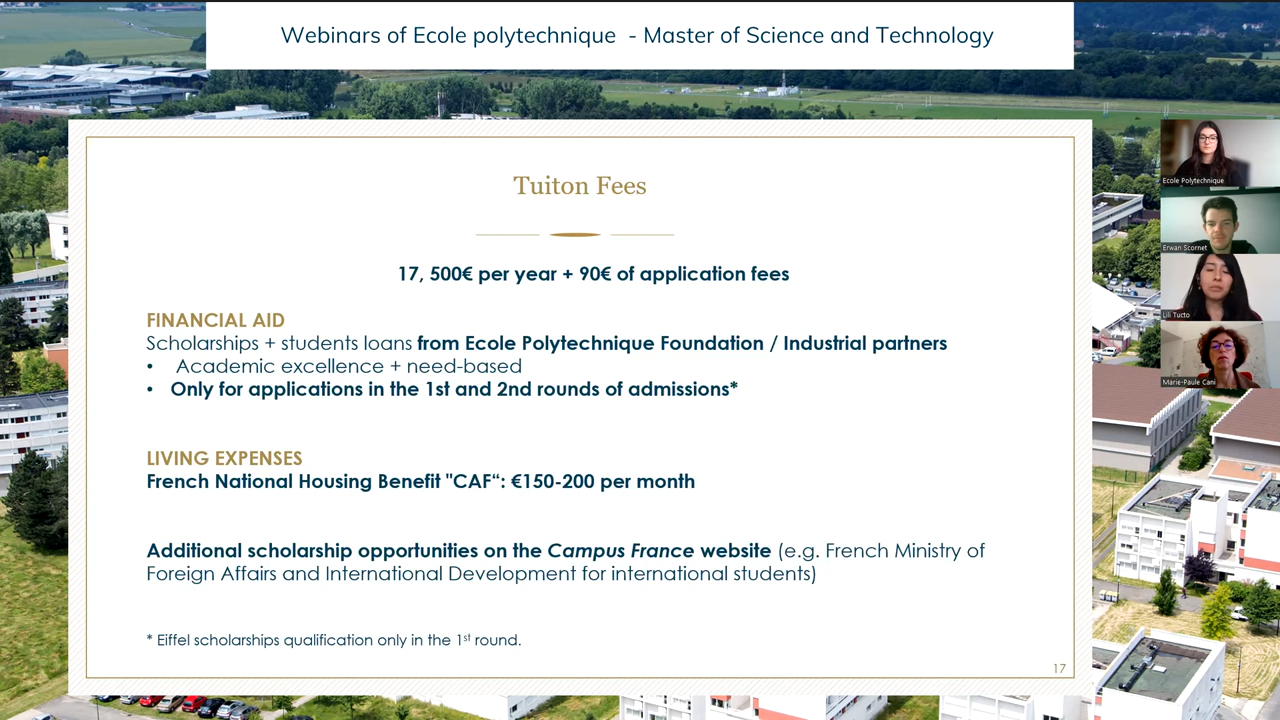 Webinars of Ecole polytechnique - Master of Science and Technology
Tuiton Fees
17, 500€ per year + 90€ of application fees
FINANCIAL AID
Scholarships + students loans from Ecole Polytechnique Foundation / Industrial partners
• Academic excellence + need-based
• Only for applications in the 1st and 2nd rounds of admissions*
LIVING EXPENSES
French National Housing Benefit "CAF“: €150-200 per month
Additional scholarship opportunities on the Campus France website (e.g. French Ministry of
Foreign Affairs and International Development for international students)
* Eiffel scholarships qualification only in the 1st round.
17
Ecole Polytechnique
Erwan Scornet
Lili Tucto
Marie-Paule Cani